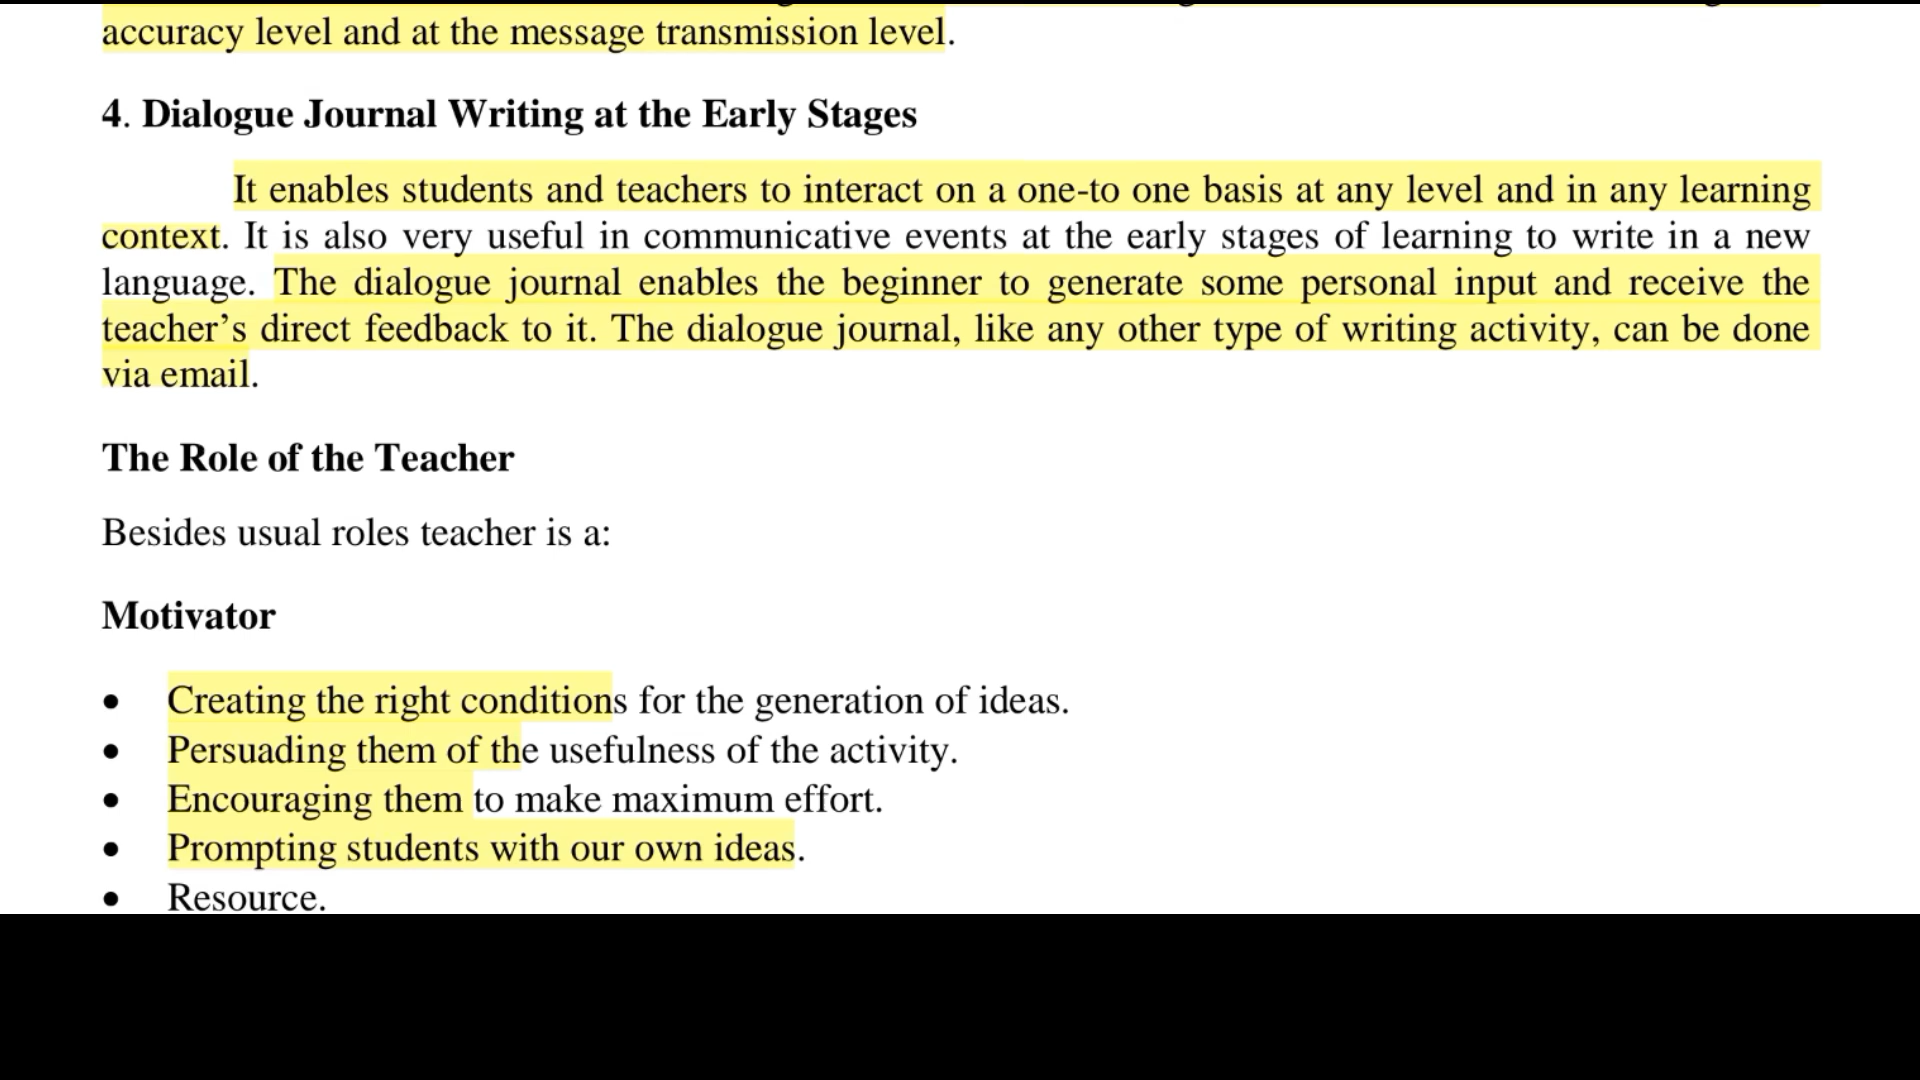 accuracy level and at the message transmission level.
4. Dialogue Journal Writing at the Early Stages
It enables students and teachers to interact on a one-to one basis at any level and in any learning
context. It is also very useful in communicative events at the early stages of learning to write in a new
language. The dialogue journal enables the beginner to generate some personal input and receive the
teacher’s direct feedback to it. The dialogue journal, like any other type of writing activity, can be done
via email.
The Role of the Teacher
Besides usual roles teacher is a:
Motivator
• Creating the right conditions for the generation of ideas.
• Persuading them of the usefulness of the activity.
• Encouraging them to make maximum effort.
• Prompting students with our own ideas.
• Resource.